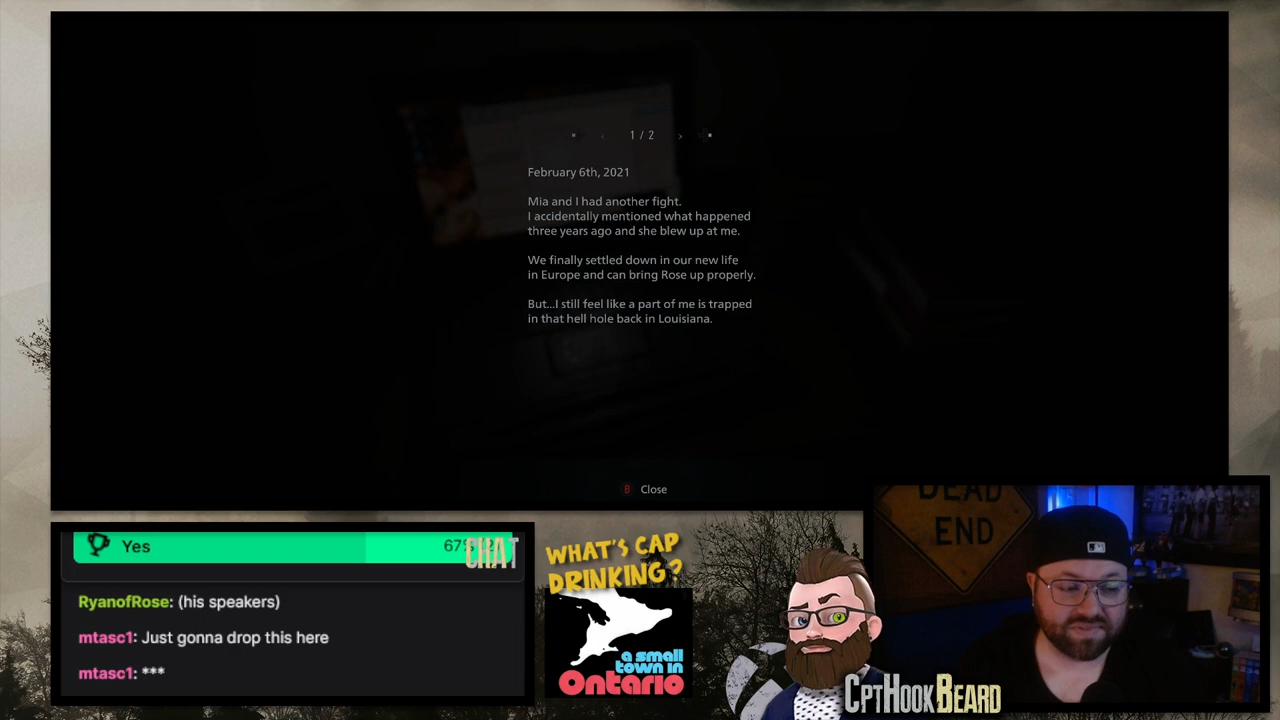 1 / 2
February 6th, 2021
Mia and I had another fight.
I accidentally mentioned what happened
three years ago and she blew up at me.
We finally settled down in our new life
in Europe and can bring Rose up properly.
But...I still feel like a part of me is trapped
in that hell hole back in Louisiana.
B Close
DEAD
END
Yes
67%
CHAT
RyanofRose: (his speakers)
mtasc1: Just gonna drop this here
mtasc1: ***
WHAT'S CAP
DRINKING?
a small
town in
Ontario
CPTHOOKBEARD